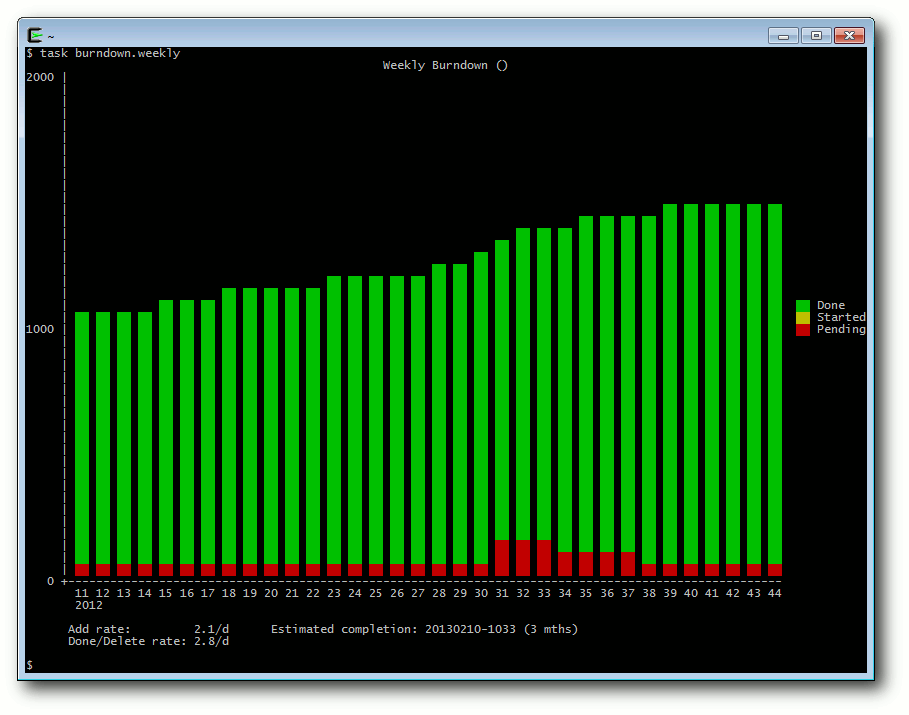 ~
$ task burndown.weekly
Weekly Burndown ()
2000
Done
Started
1000 Pending
0 +
11 12 13 14 15 16 17 18 19 20 21 22 23 24 25 26 27 28 29 30 31 32 33 34 35 36 37 38 39 40 41 42 43 44
2012
Add rate: 2.1/d Estimated completion: 20130210-1033 (3 mths)
Done/Delete rate: 2.8/d
$